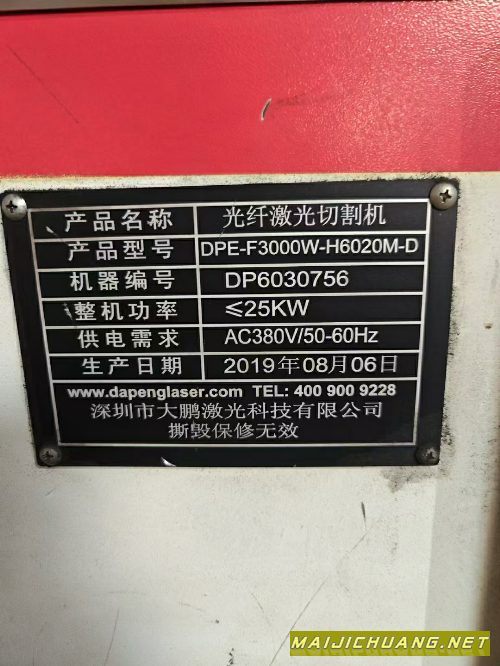 产品名称 光纤激光切割机
产品型号 DPE-F3000W-H6020M-D
机器编号 DP6030756
整机功率 ≤25KW
供电需求 AC380V/50-60Hz
生产日期 2019年08月06日
www.dapenglaser.com TEL: 400 900 9228
深圳市大鹏激光科技有限公司
撕毁保修无效
MAIJICHUANG.NET